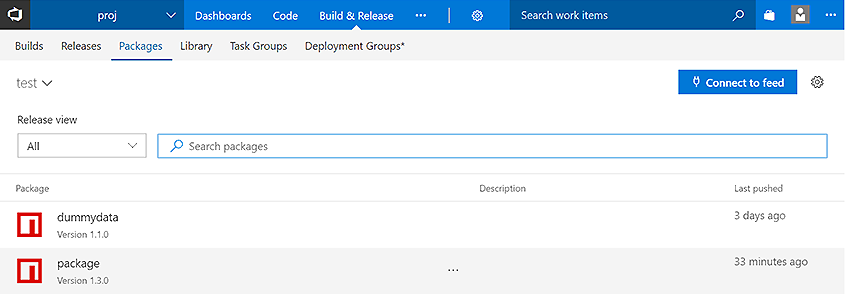 proj Dashboards Code Build & Release ... Search work items ...
Builds Releases Packages Library Task Groups Deployment Groups*
test Connect to feed
Release view
All Search packages
Package Description Last pushed
dummydata 3 days ago
Version 1.1.0
package ... 33 minutes ago
Version 1.3.0